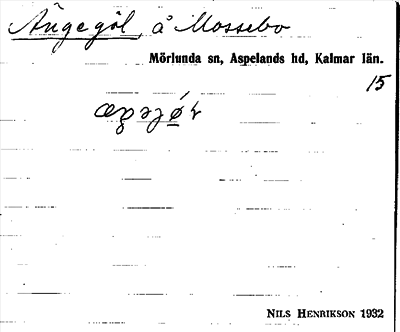 Ängegöl, å Mossebo
Mörlunda sn, Aspelands hd, Kalmar län.
15
NILS HENRIKSON 1932